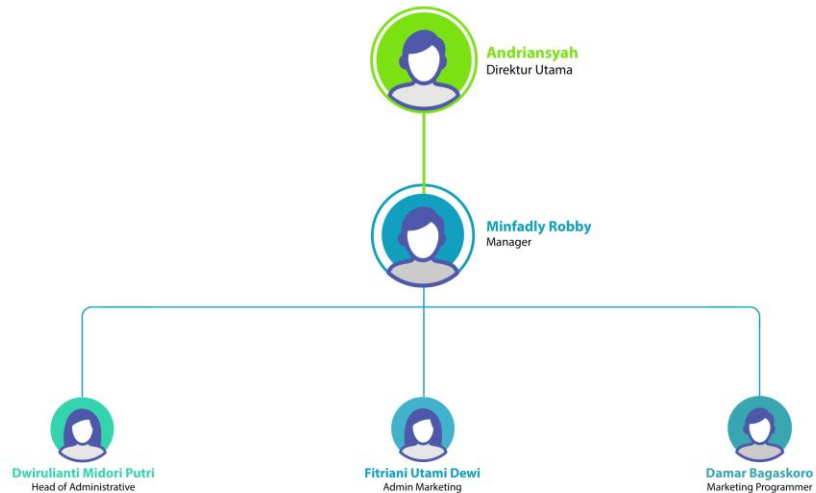 Andriansyah
Direktur Utama
Minfadly Robby
Manager
Dwirulianti Midori Putri
Head of Administrative
Fitriani Utami Dewi
Admin Marketing
Damar Bagaskoro
Marketing Programmer